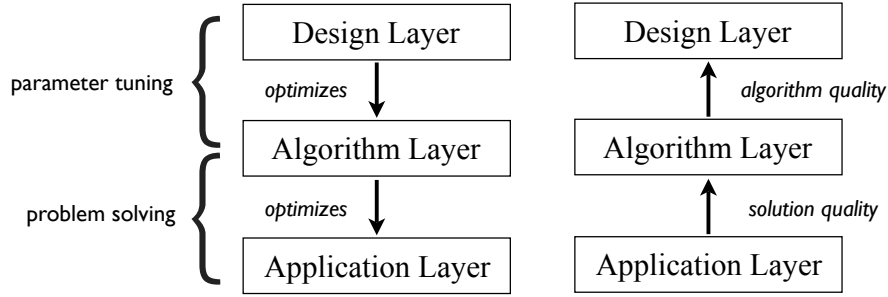 Design Layer
parameter tuning
optimizes
Algorithm Layer
problem solving
optimizes
Application Layer
Design Layer
algorithm quality
Algorithm Layer
solution quality
Application Layer